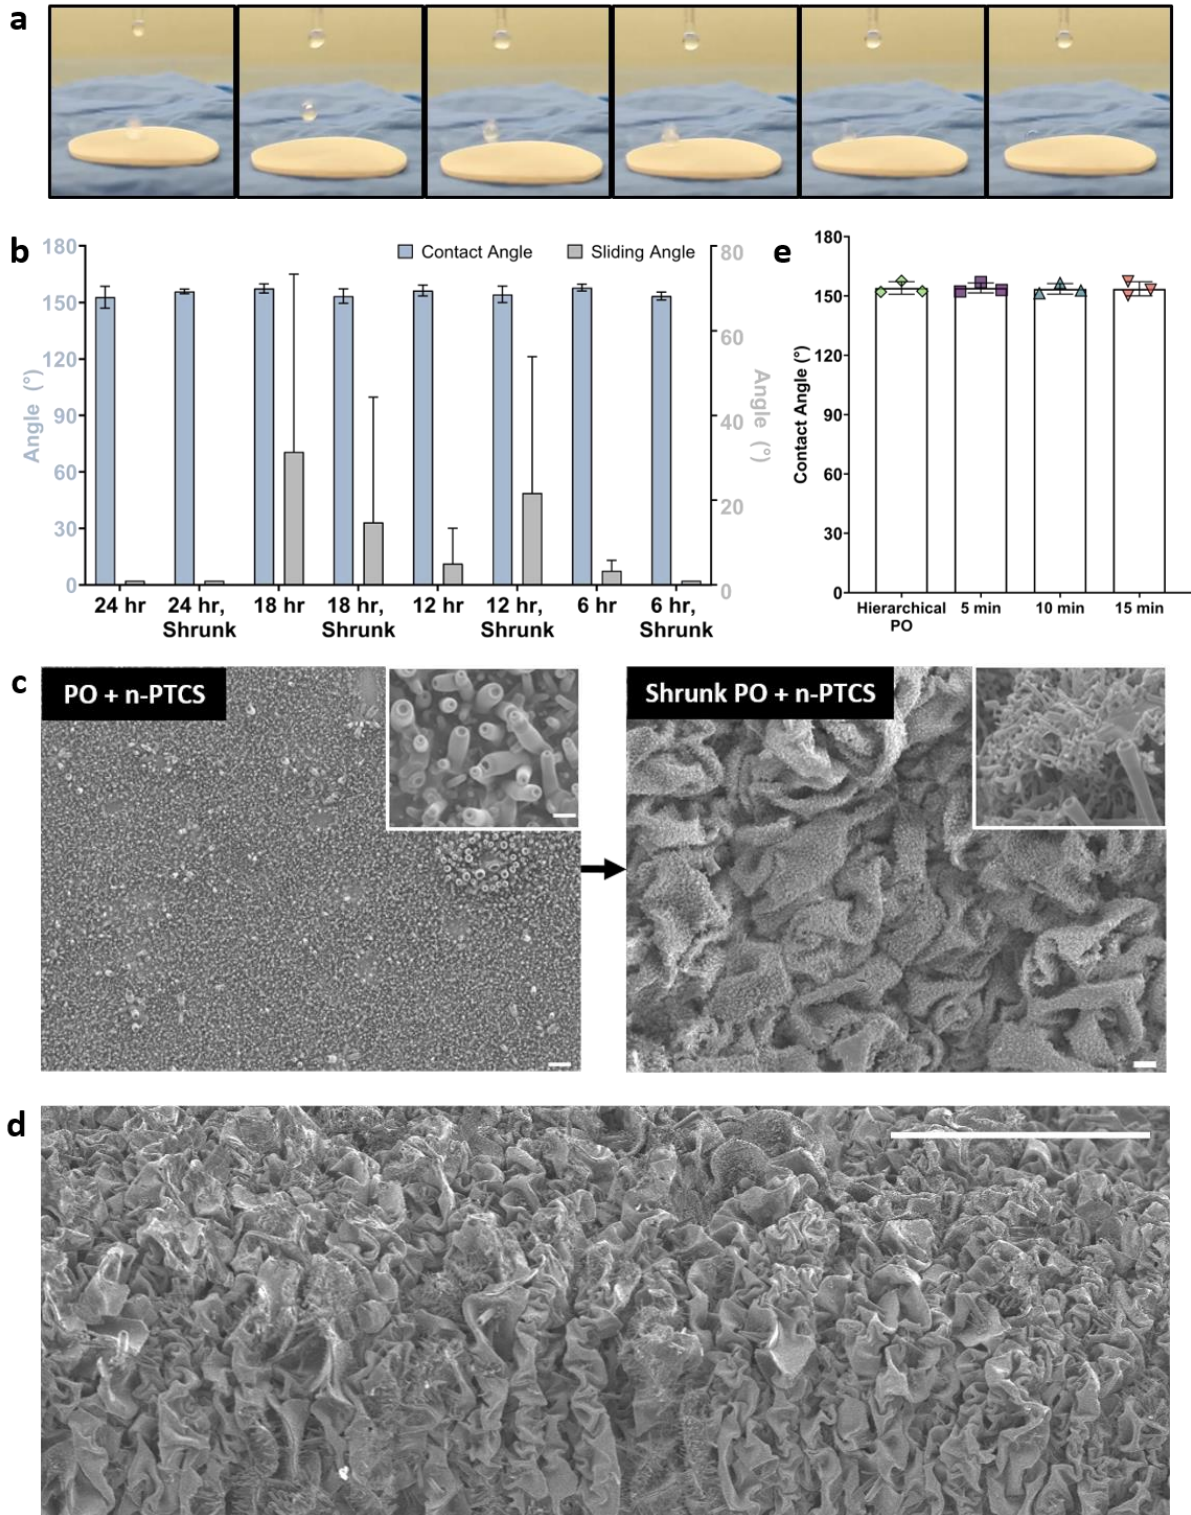 a
b
180
150
120
90
60
30
0
Angle (°)
Contact Angle
Sliding Angle
80
60
40
20
0
Angle (°)
24 hr
24 hr,
Shrunk
18 hr
18 hr,
Shrunk
12 hr
12 hr,
Shrunk
6 hr
6 hr,
Shrunk
e
180
150
120
90
60
30
0
Contact Angle (°)
Hierarchical
PO
5 min
10 min
15 min
c
PO + n-PTCS
Shrunk PO + n-PTCS
d